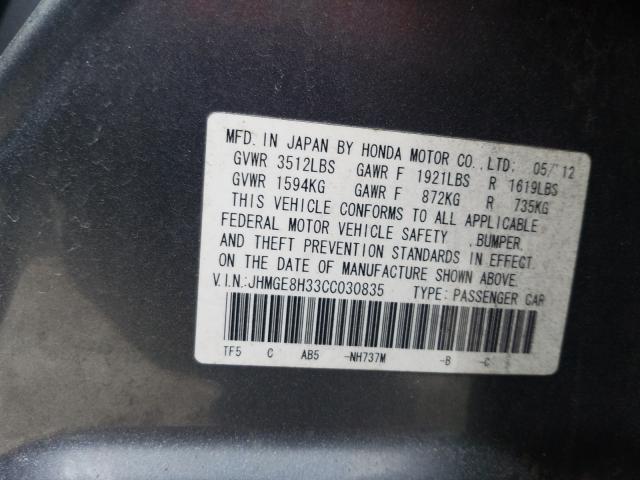 MFD. IN JAPAN BY HONDA MOTOR CO.,LTD: 05/'12
GVWR 3512LBS GAWR F 1921LBS R 1619LBS
GVWR 1594KG GAWR F 872KG R 735KG
THIS VEHICLE CONFORMS TO ALL APPLICABLE
FEDERAL MOTOR VEHICLE SAFETY ,BUMPER,
AND THEFT PREVENTION STANDARDS IN EFFECT
ON THE DATE OF MANUFACTURE SHOWN ABOVE.
V.I.N.:JHMGE8H33CC030835 TYPE: PASSENGER CAR
TF5 C AB5 -NH737M -B -C